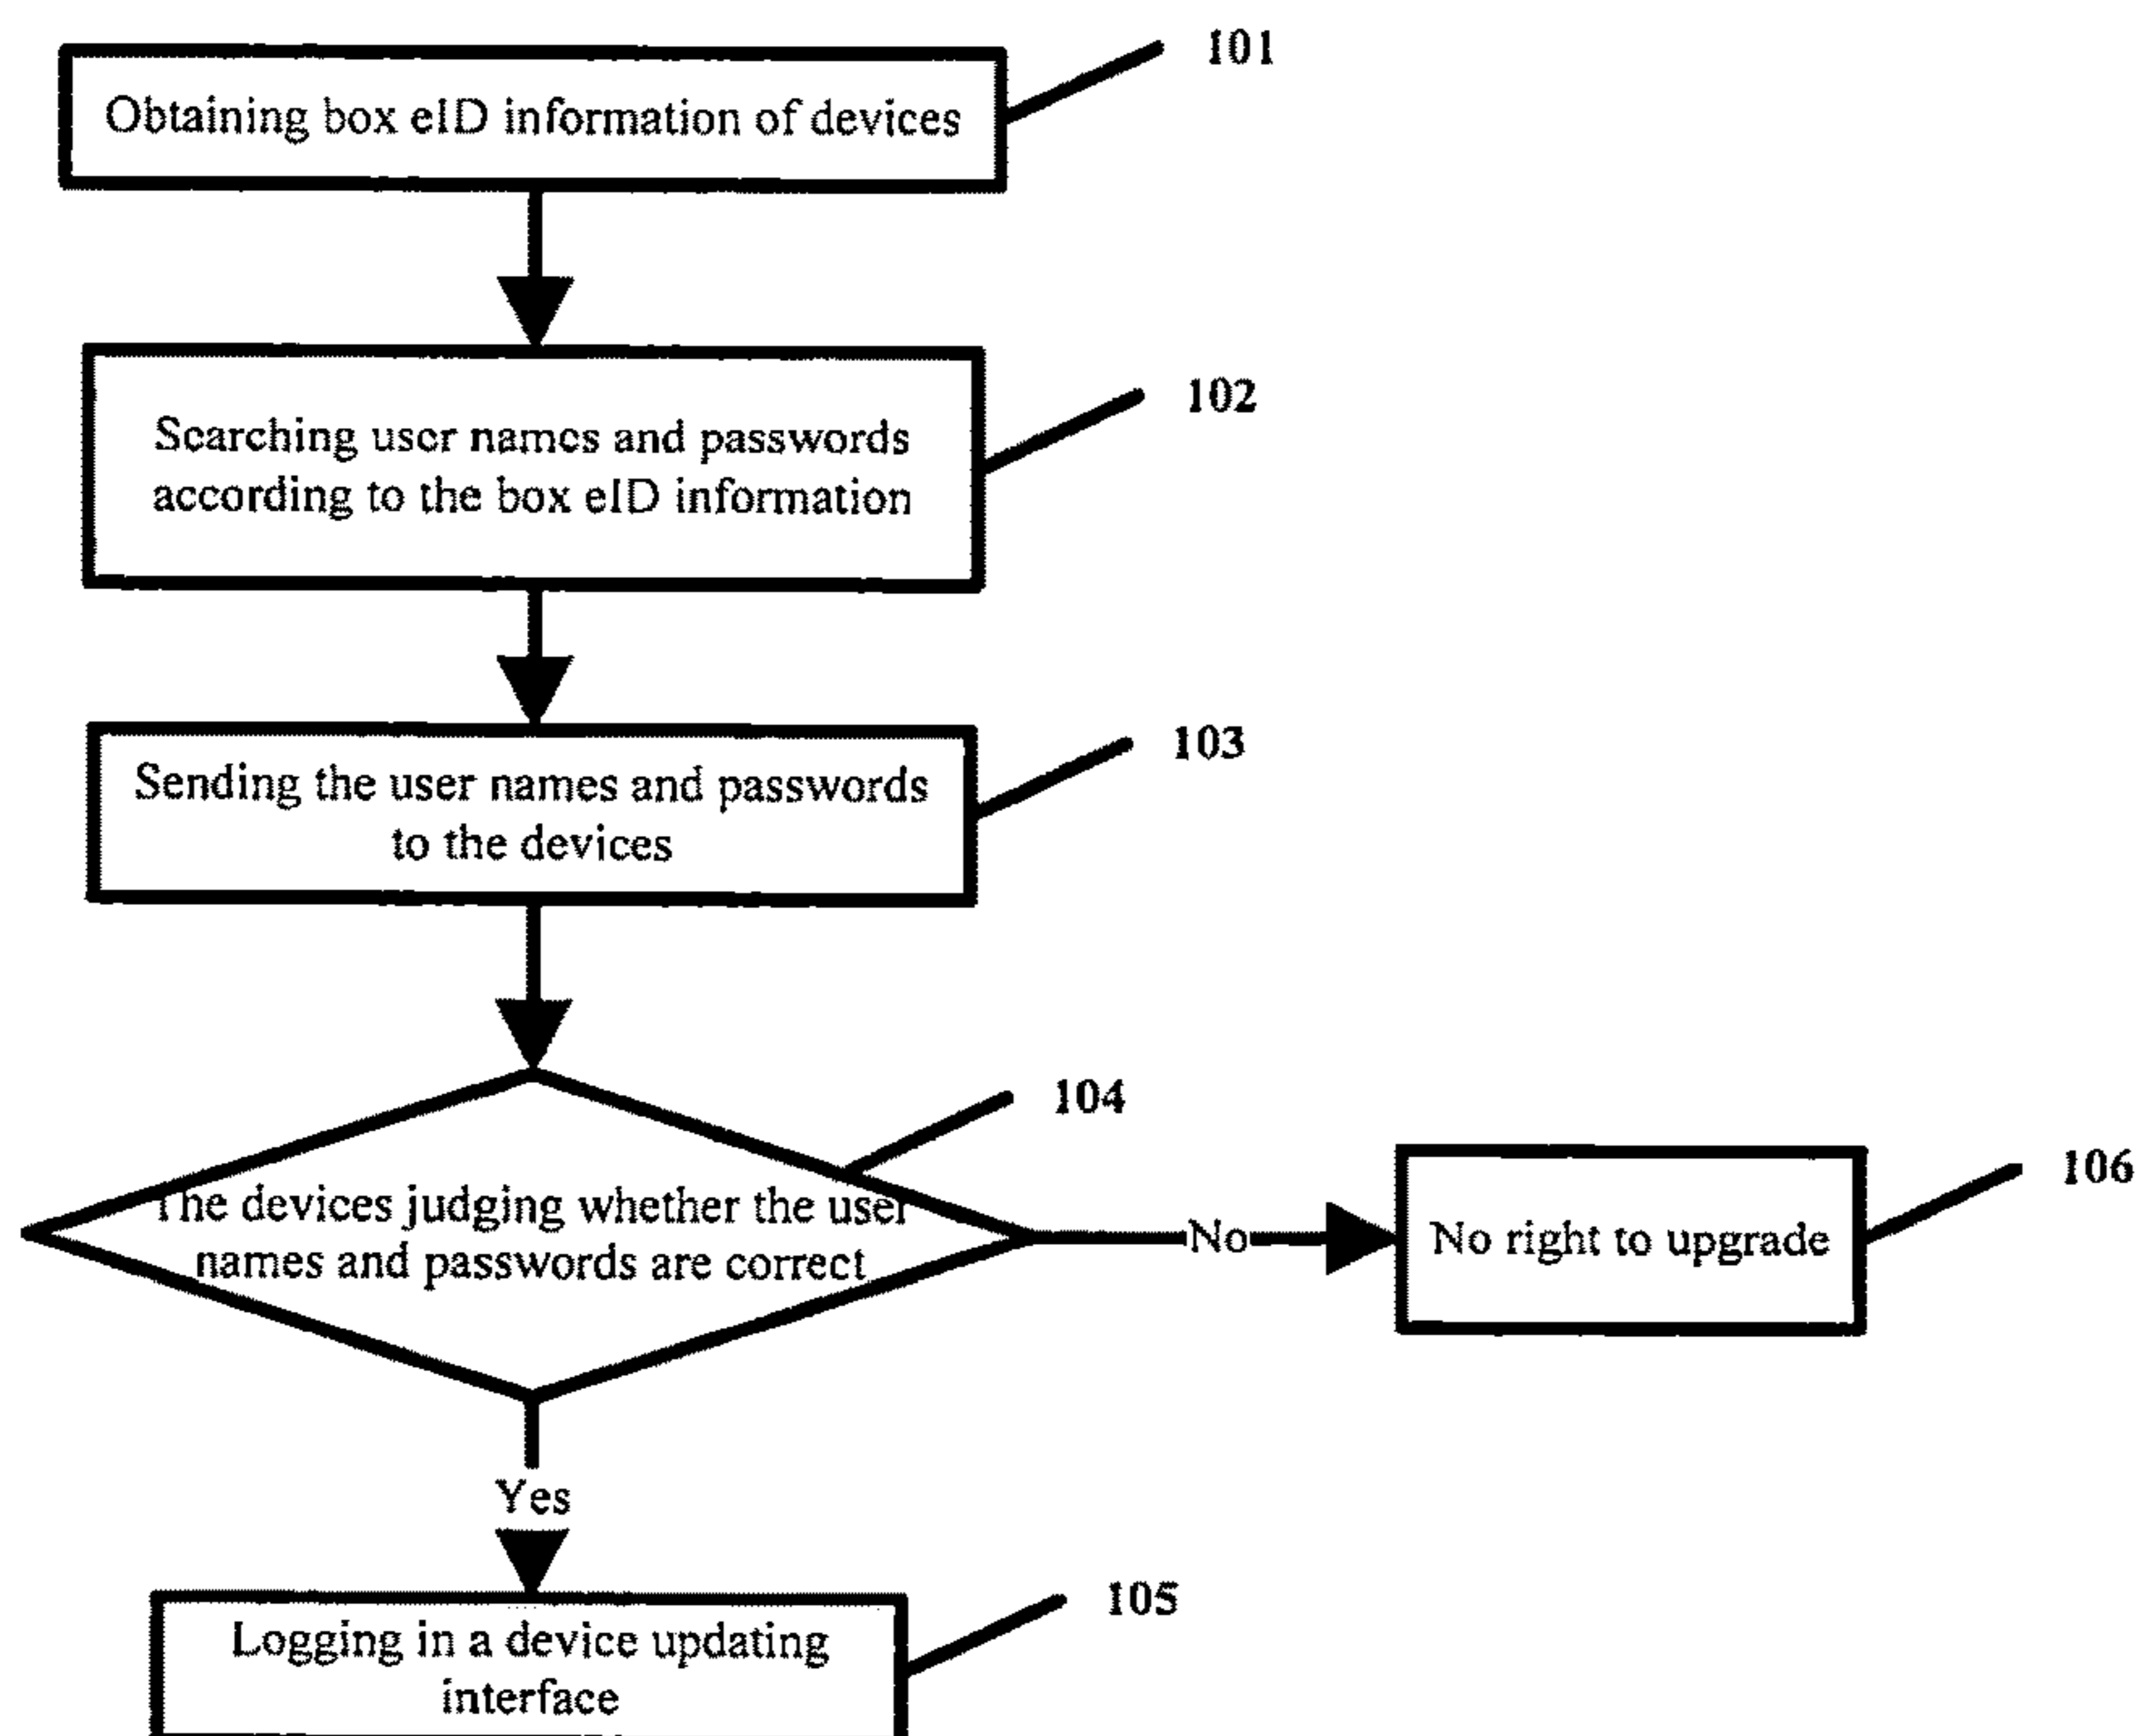 101
Obtaining box eID information of devices
102
Searching user names and passwords
according to the box eID information
103
Sending the user names and passwords
to the devices
104
The devices judging whether the user
names and passwords are correct
No
106
No right to upgrade
Yes
105
Logging in a device updating
interface